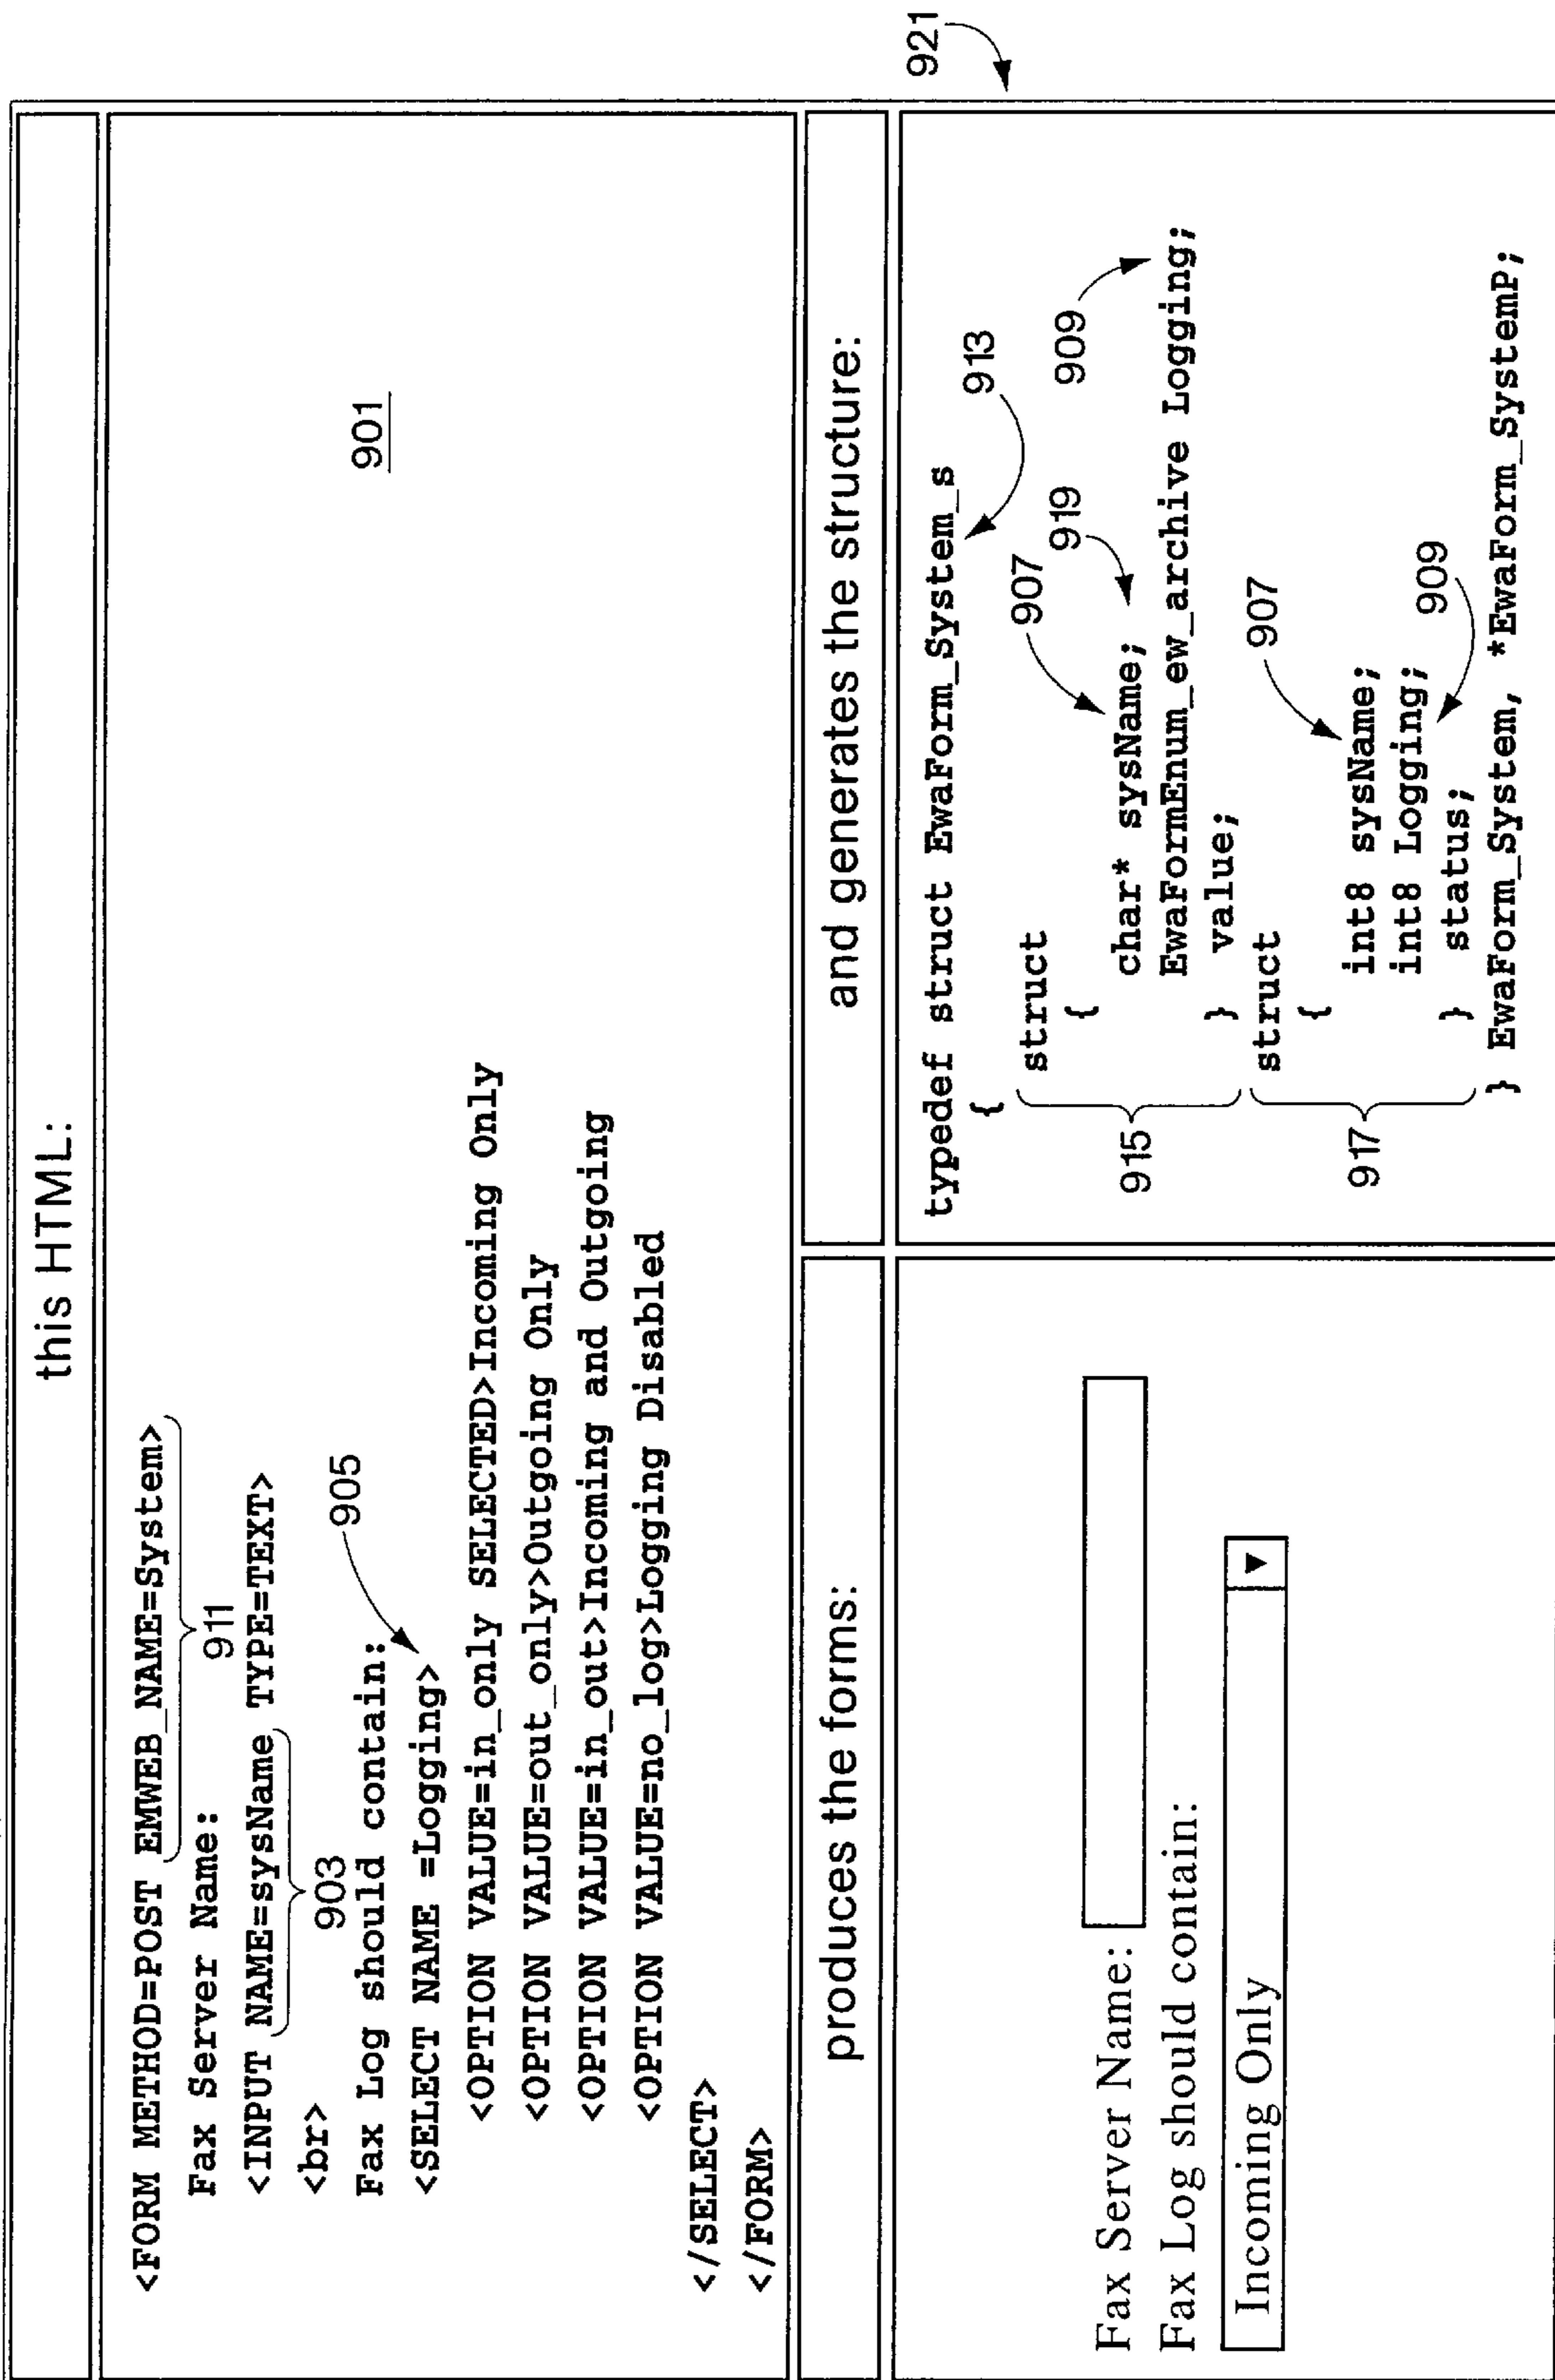 this HTML:
<FORM METHOD=POST EMWEB_NAME=System>
911
Fax Server Name:
<INPUT NAME=sysName TYPE=TEXT>
903
<br>
905
Fax Log should contain:
<SELECT NAME =Logging>
901
<OPTION VALUE=in_only SELECTED>Incoming Only
<OPTION VALUE=out_only>Outgoing Only
<OPTION VALUE=in_out>Incoming and Outgoing
<OPTION VALUE=no_log>Logging Disabled
</SELECT>
</FORM>
produces the forms:
Fax Server Name:
Fax Log should contain:
Incoming Only ▼
and generates the structure:
921
typedef struct EwaForm_System_s
913
{
struct
907
919
909
{
char* sysName;
EwaFormEnum_ew_archive Logging;
} value;
915
struct
907
{
int8 sysName;
int8 Logging;
909
} status;
917
} EwaForm_System, *EwaForm_SystemP;